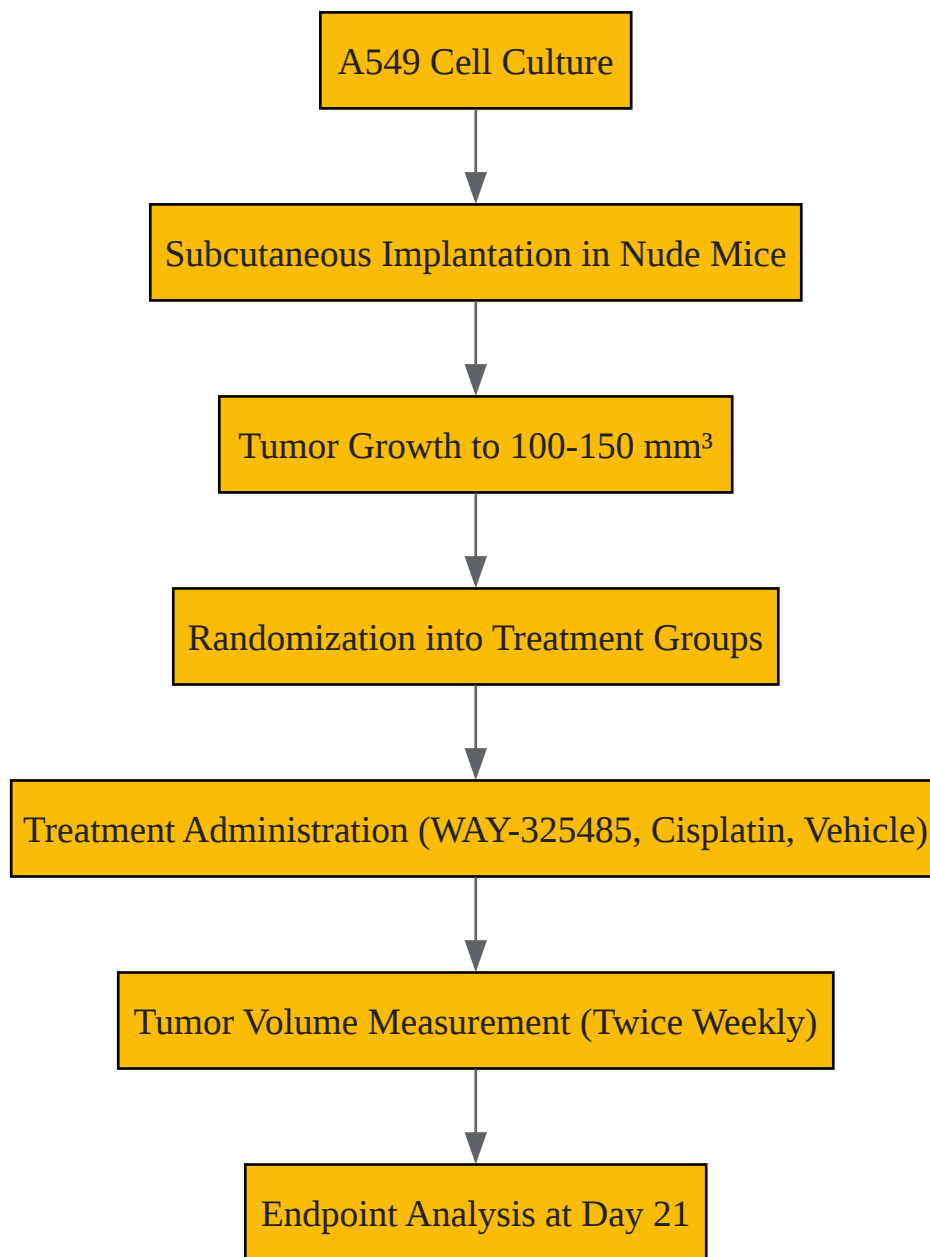 A549 Cell Culture
Subcutaneous Implantation in Nude Mice
Tumor Growth to 100-150 mm³
Randomization into Treatment Groups
Treatment Administration (WAY-325485, Cisplatin, Vehicle)
Tumor Volume Measurement (Twice Weekly)
Endpoint Analysis at Day 21